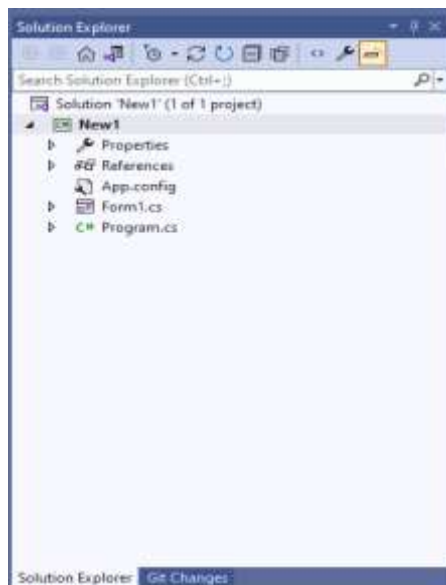 Solution Explorer
Search Solution Explorer (Ctrl+;)
Solution 'New1' (1 of 1 project)
New1
Properties
References
App.config
Form1.cs
C# Program.cs
Solution Explorer Git Changes